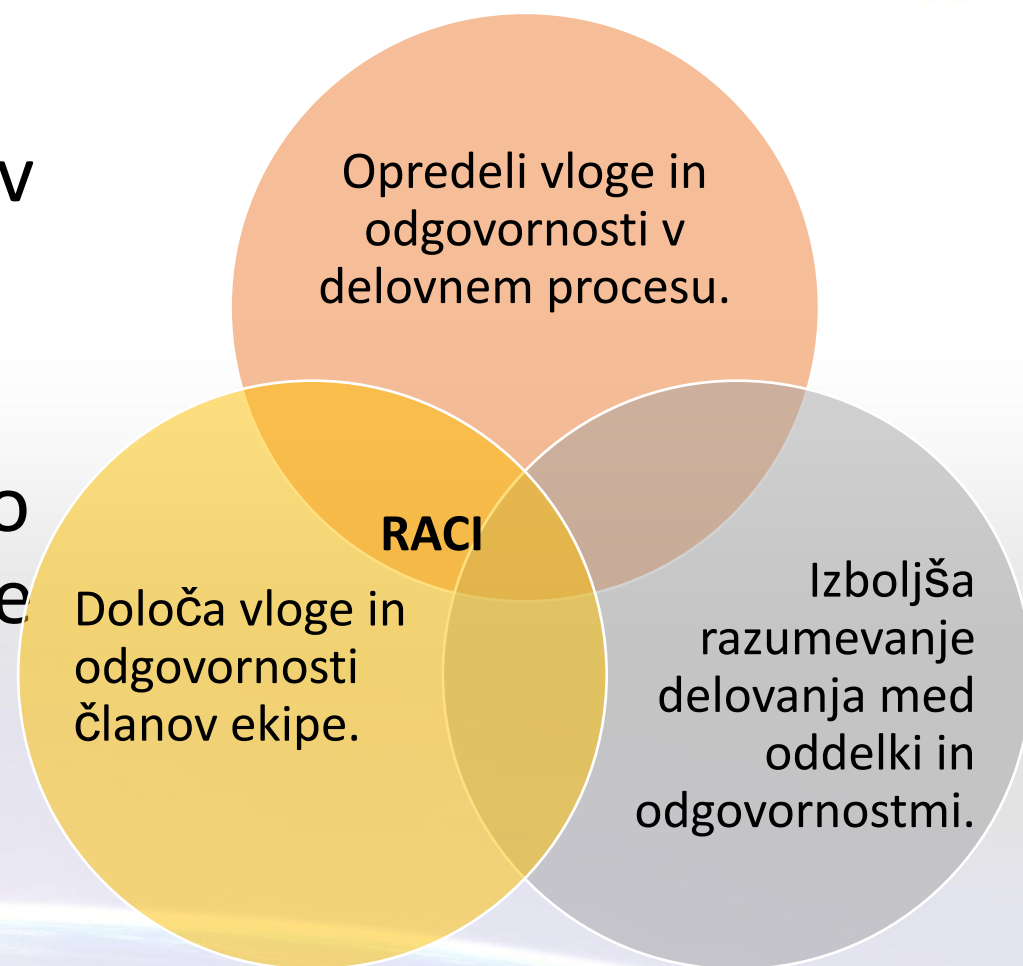 v
o
e
Opredeli vloge in
odgovornosti v
delovnem procesu.
RACI
Določa vloge in
odgovornosti
članov ekipe.
Izboljša
razumevanje
delovanja med
oddelki in
odgovornostmi.